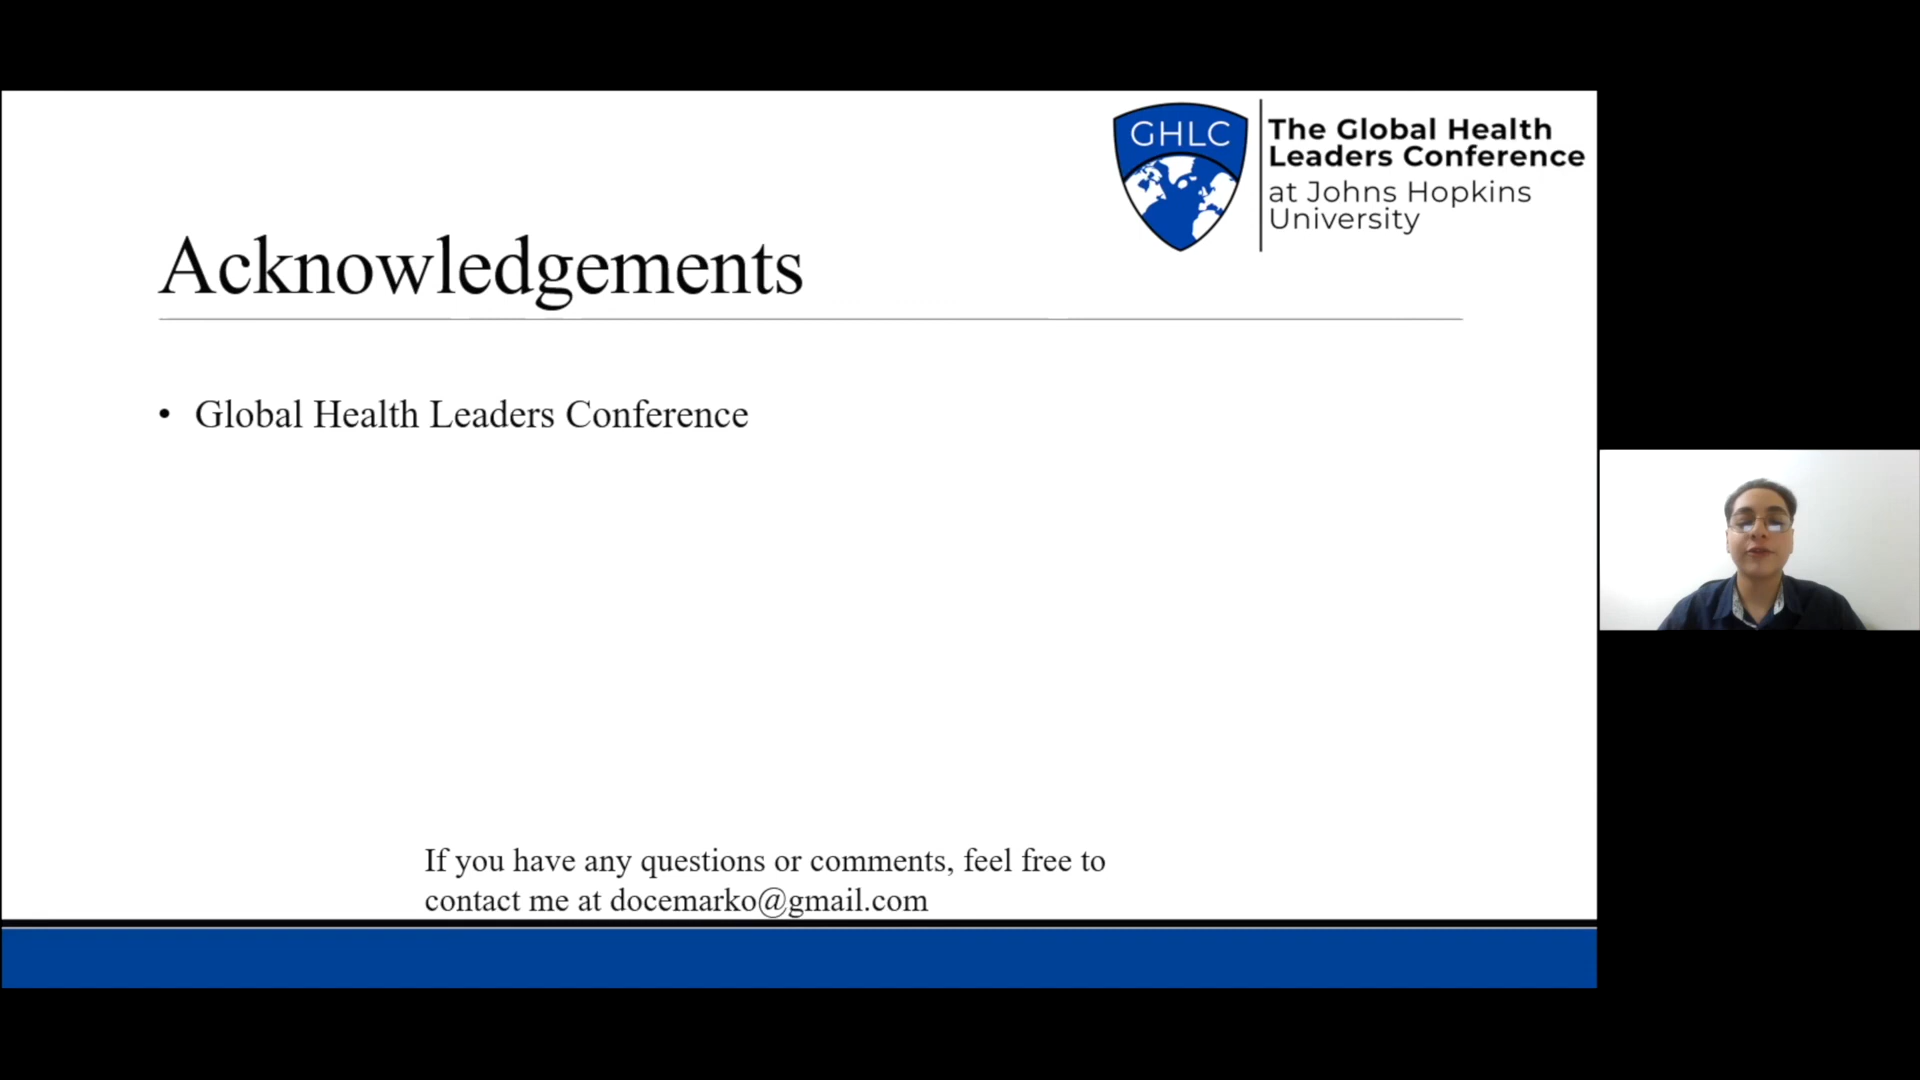 GHLC
The Global Health
Leaders Conference
at Johns Hopkins
University
Acknowledgements
• Global Health Leaders Conference
If you have any questions or comments, feel free to
contact me at docemarko@gmail.com